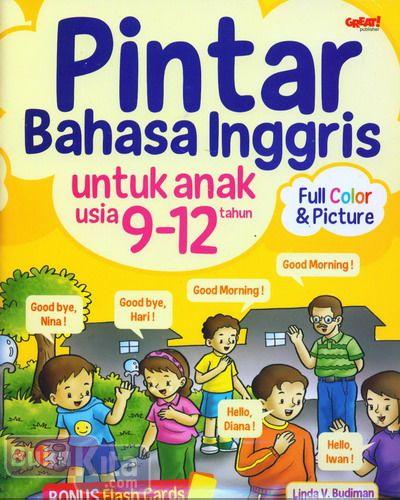 GREAT!
publisher
Pintar
Bahasa Inggris
untuk anak
usia 9-12 tahun
Full Color
& Picture
Good Morning !
Good bye,
Nina !
Good bye,
Hari !
Good Morning !
Hello,
Diana !
Hello,
Iwan !
BONUS Flash Cards
Linda V. Budiman